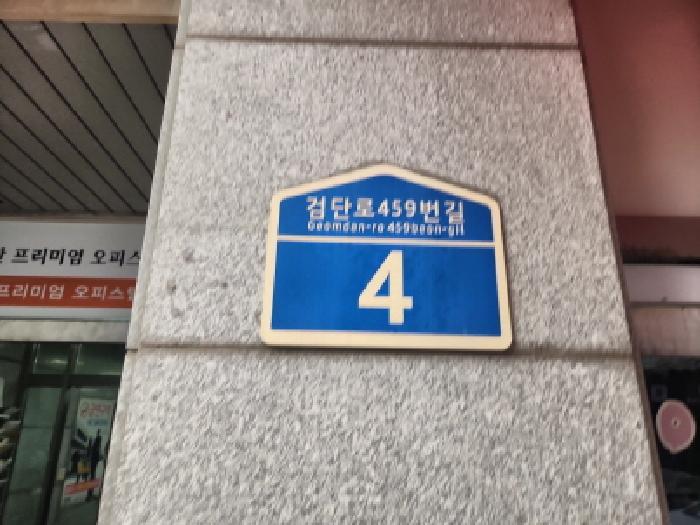 검단로459번길
Geomdan-ro 459beon-gil
4
프리미엄 오피스
프리미엄 오피스텔